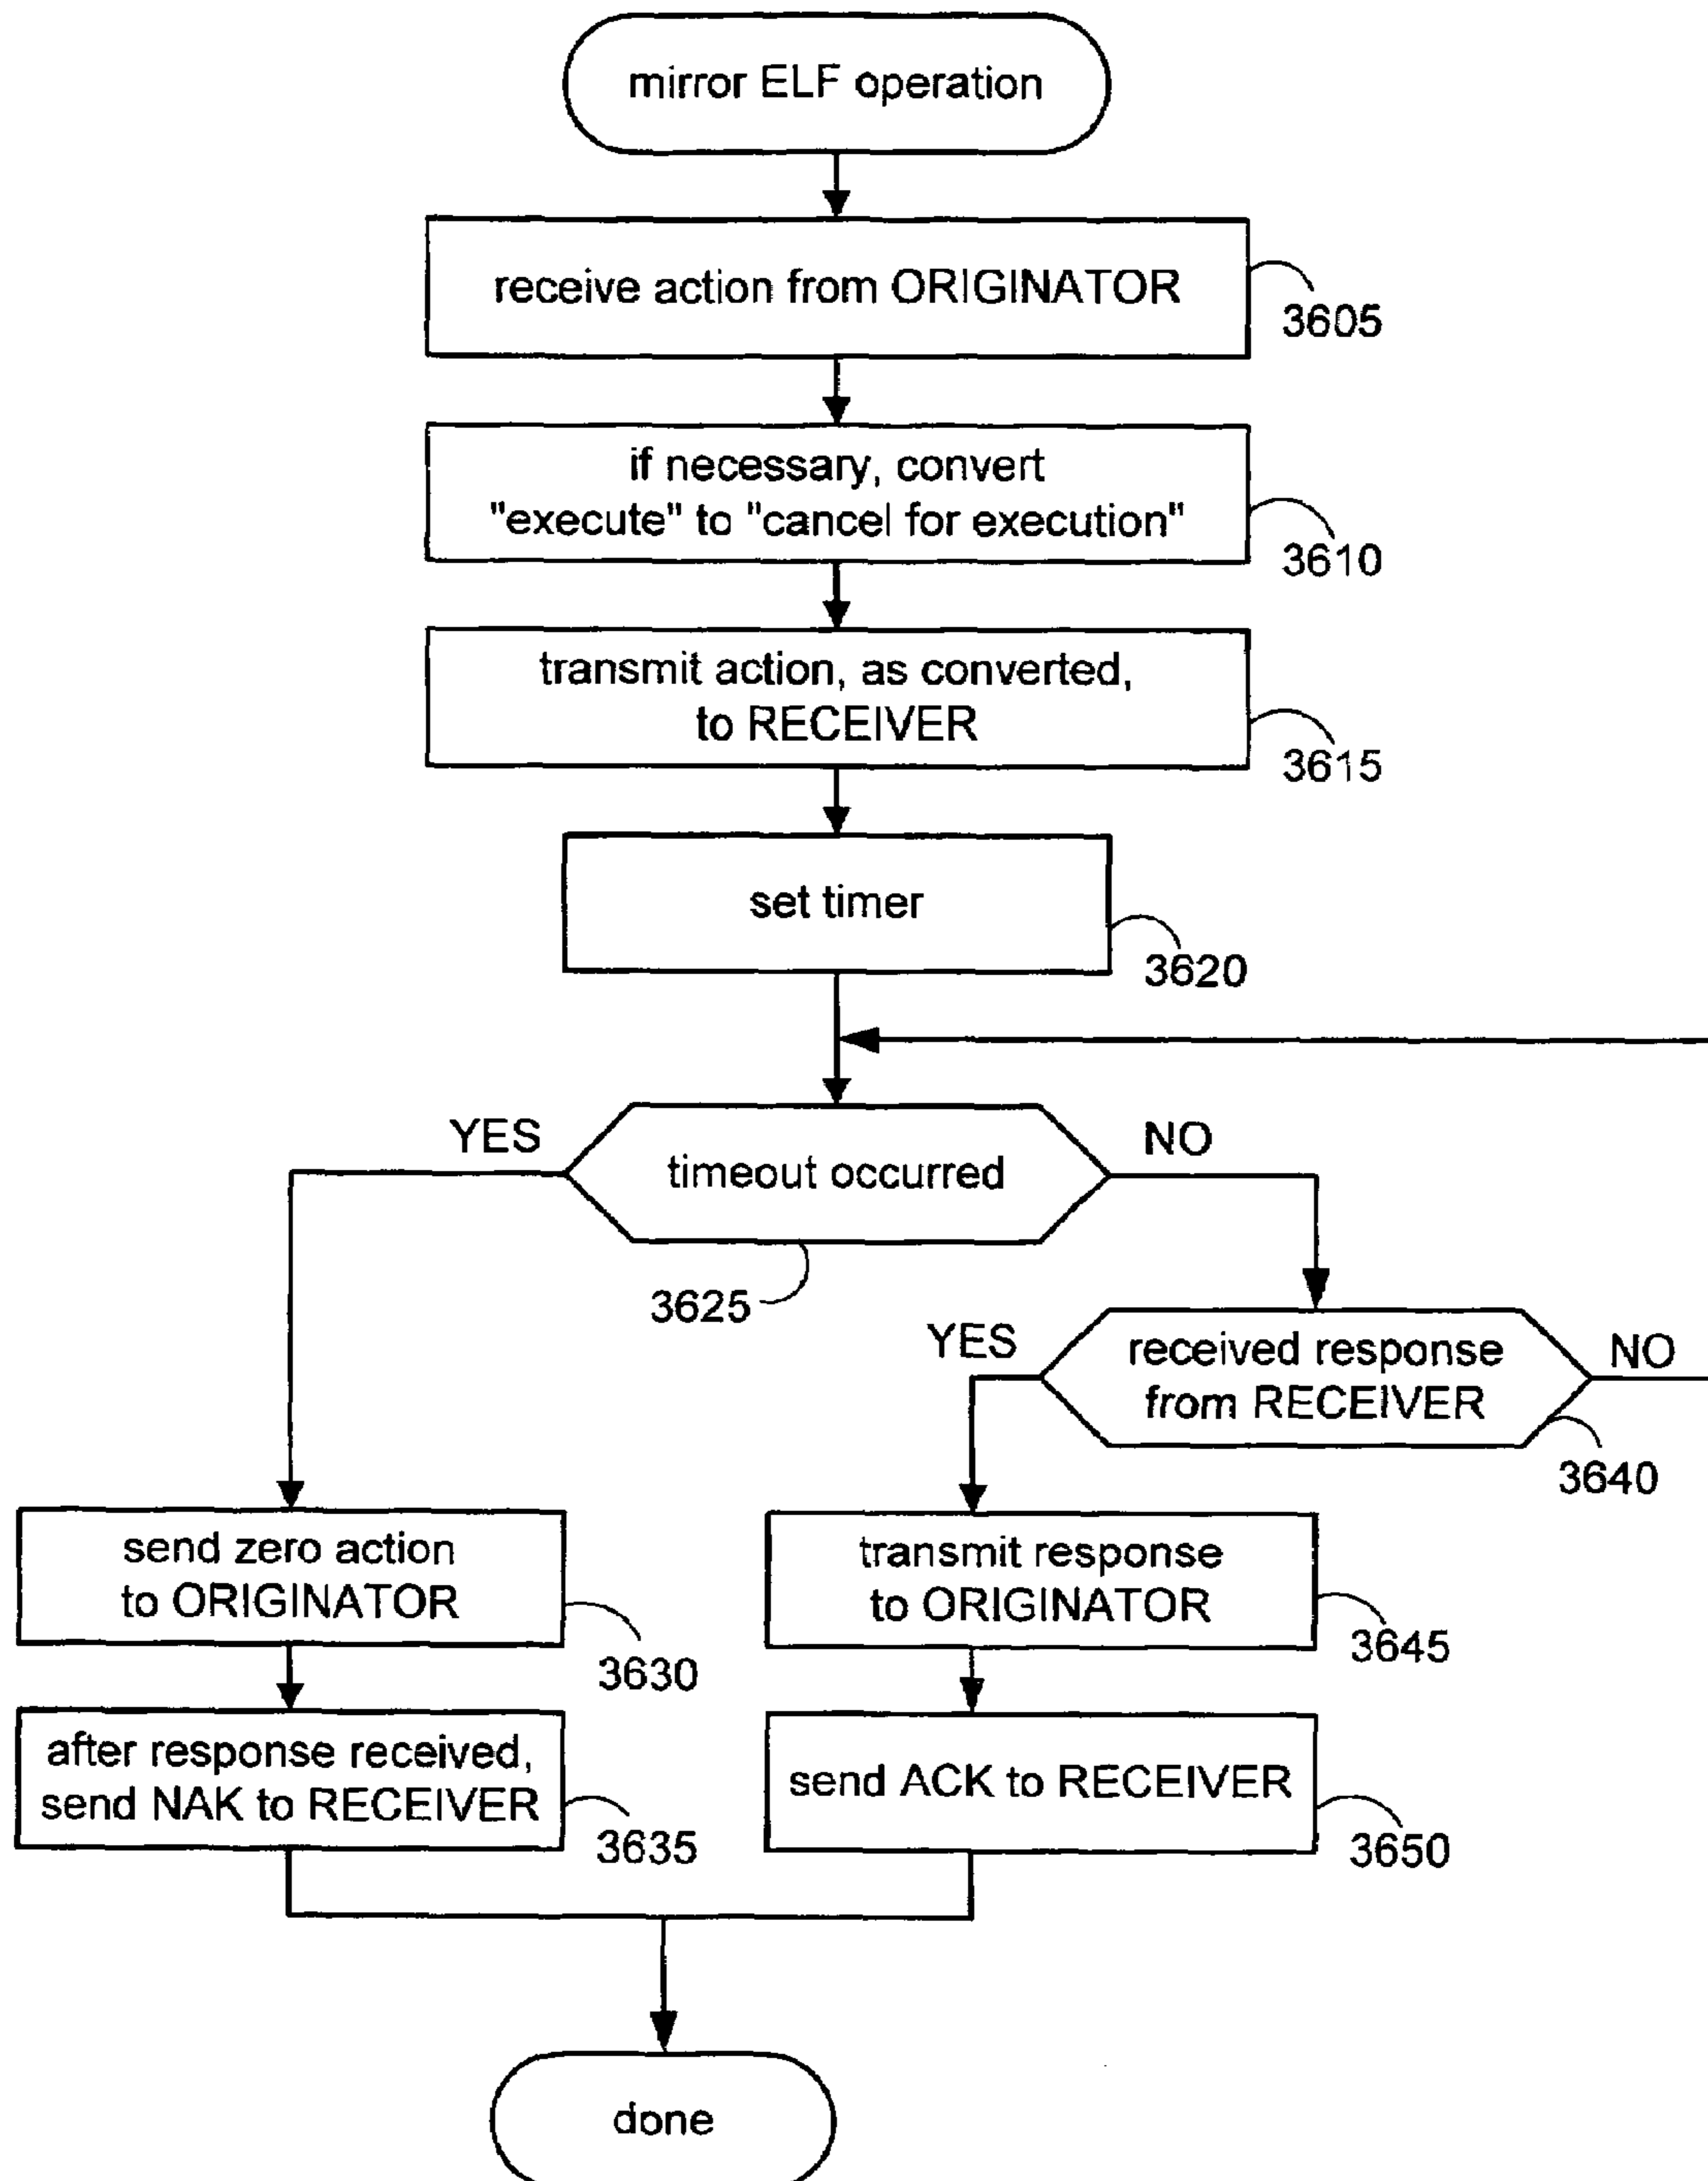 mirror ELF operation
receive action from ORIGINATOR
3605
if necessary, convert
"execute" to "cancel for execution"
3610
transmit action, as converted,
to RECEIVER
3615
set timer
3620
YES
timeout occurred
NO
3625
YES
received response
from RECEIVER
NO
3640
send zero action
to ORIGINATOR
3630
transmit response
to ORIGINATOR
3645
after response received,
send NAK to RECEIVER
3635
send ACK to RECEIVER
3650
done